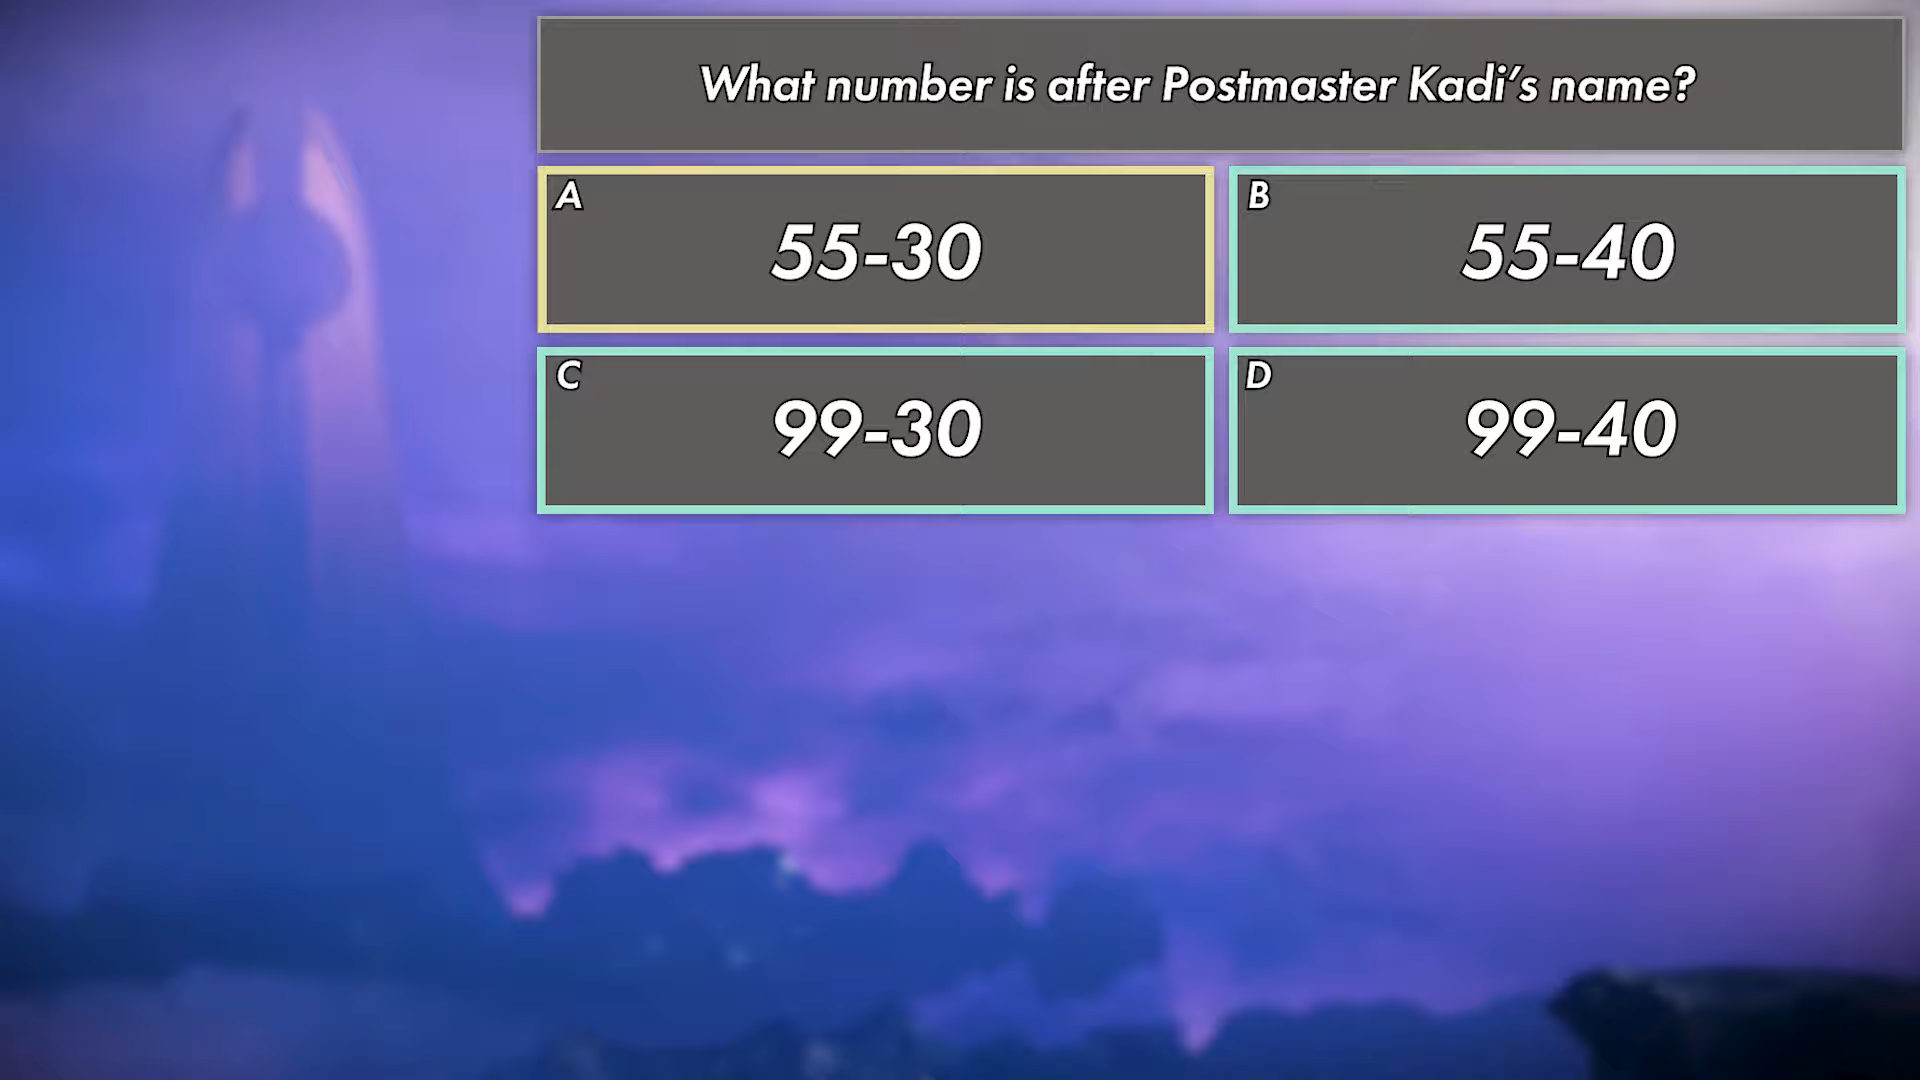 What number is after Postmaster Kadi's name?
A
55-30
B
55-40
C
99-30
D
99-40